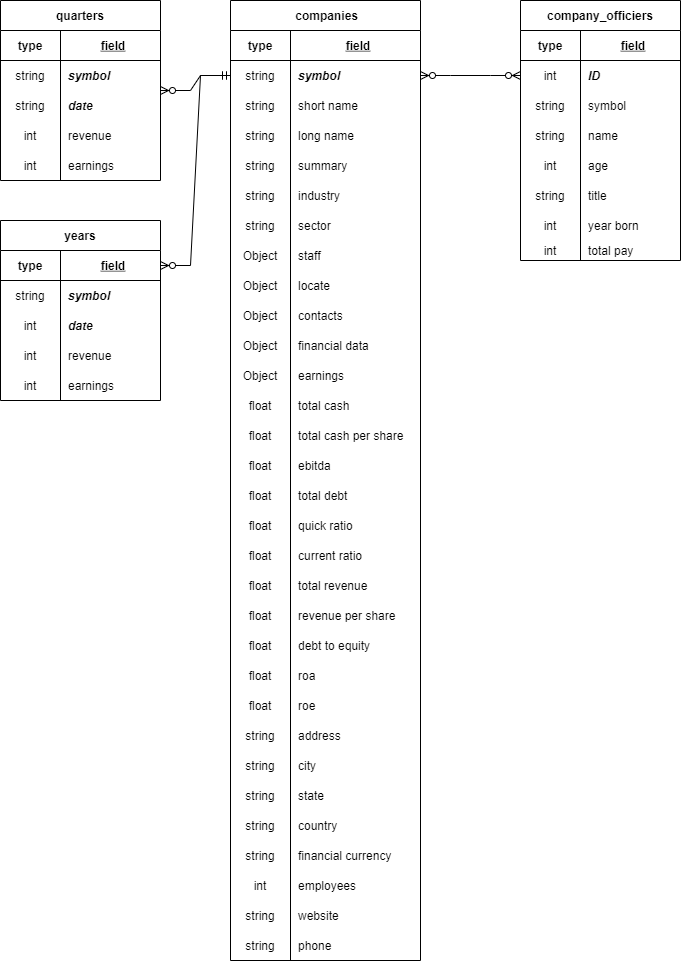 quarters
type field
string symbol
string date
int revenue
int earnings
years
type field
string symbol
int date
int revenue
int earnings
companies
type field
string symbol
string short name
string long name
string summary
string industry
string sector
Object staff
Object locate
Object contacts
Object financial data
Object earnings
float total cash
float total cash per share
float ebitda
float total debt
float quick ratio
float current ratio
float total revenue
float revenue per share
float debt to equity
float roa
float roe
string address
string city
string state
string country
string financial currency
int employees
string website
string phone
company_officiers
type field
int ID
string symbol
string name
int age
string title
int year born
int total pay